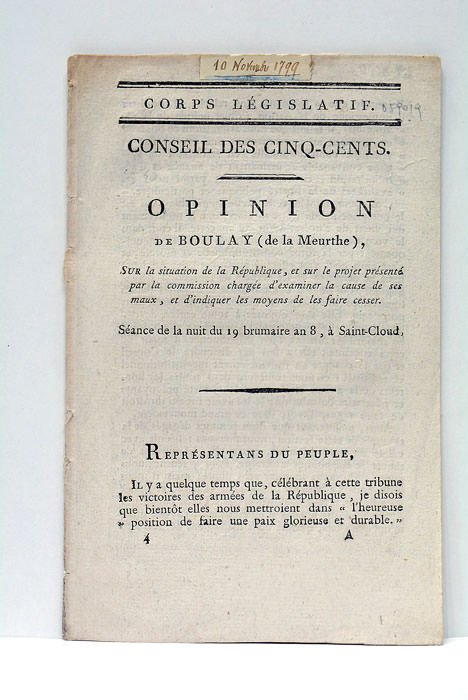 10 Novembre 1799
CORPS LÉGISLATIF.
CONSEIL DES CINQ-CENTS.
OPINION
DE BOULAY (de la Meurthe),
SUR la situation de la République, et sur le projet présenté
par la commission chargée d'examiner la cause de ses
maux, et d'indiquer les moyens de les faire cesser.
Séance de la nuit du 19 brumaire an 8, à Saint-Cloud,
REPRÉSENTANS DU PEUPLE,
IL y a quelque temps que, célébrant à cette tribune
les victoires des armées de la République, je disois
que bientôt elles nous mettroient dans « l'heureuse
» position de faire une paix glorieuse et durable. »
4 A